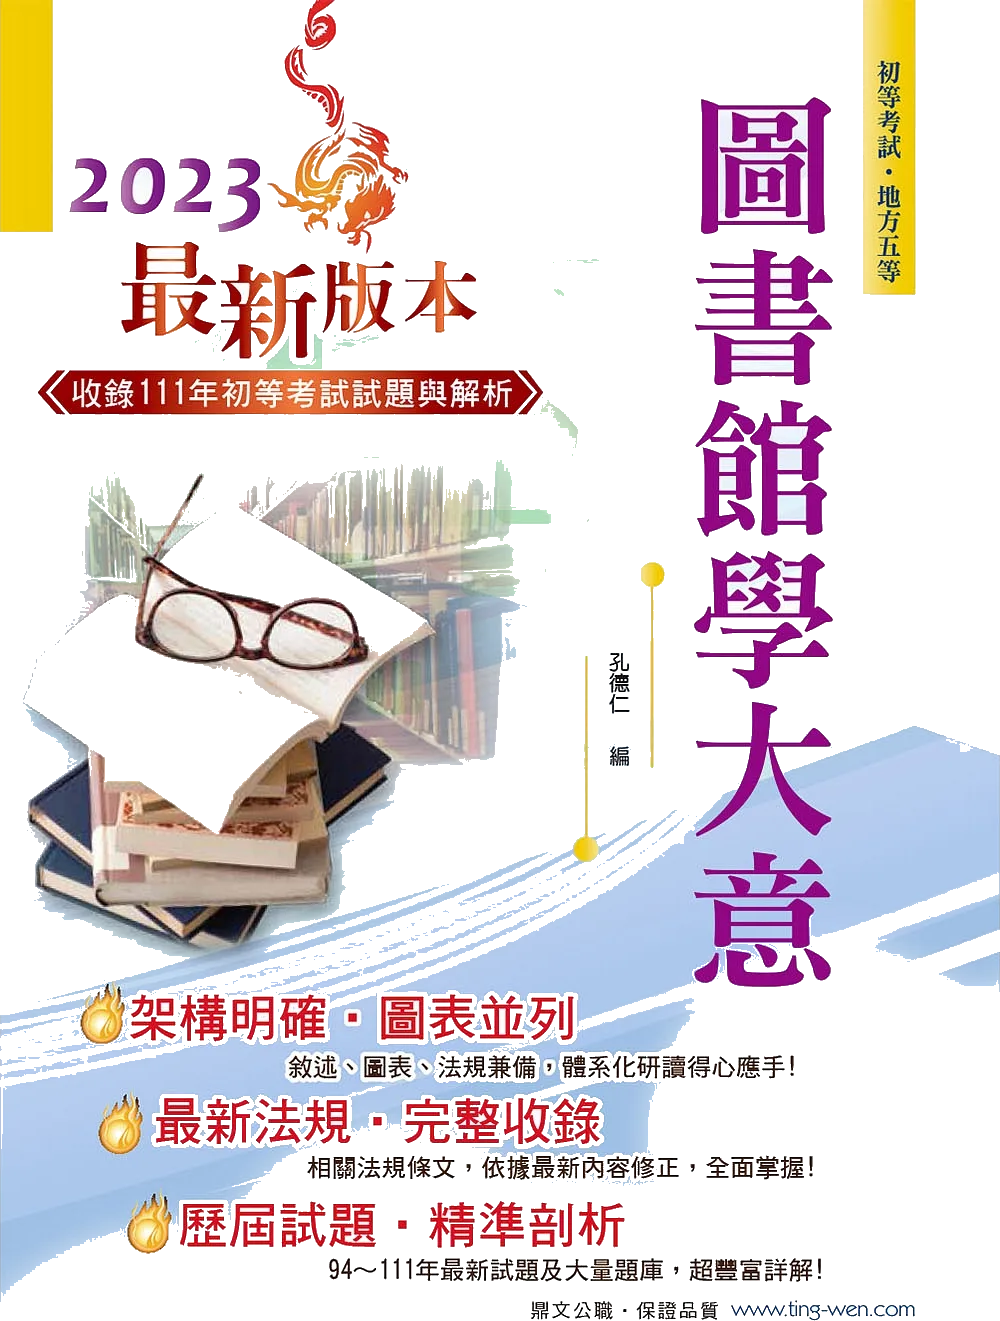 初等考試・地方五等
圖書館學大意
2023
最新版本
收錄111年初等考試試題與解析
孔德仁 編
架構明確・圖表並列
敘述、圖表、法規兼備，體系化研讀得心應手!
最新法規・完整收錄
相關法規條文，依據最新內容修正，全面掌握!
歷屆試題・精準剖析
94～111年最新試題及大量題庫，超豐富詳解!
鼎文公職・保證品質 www.ting-wen.com